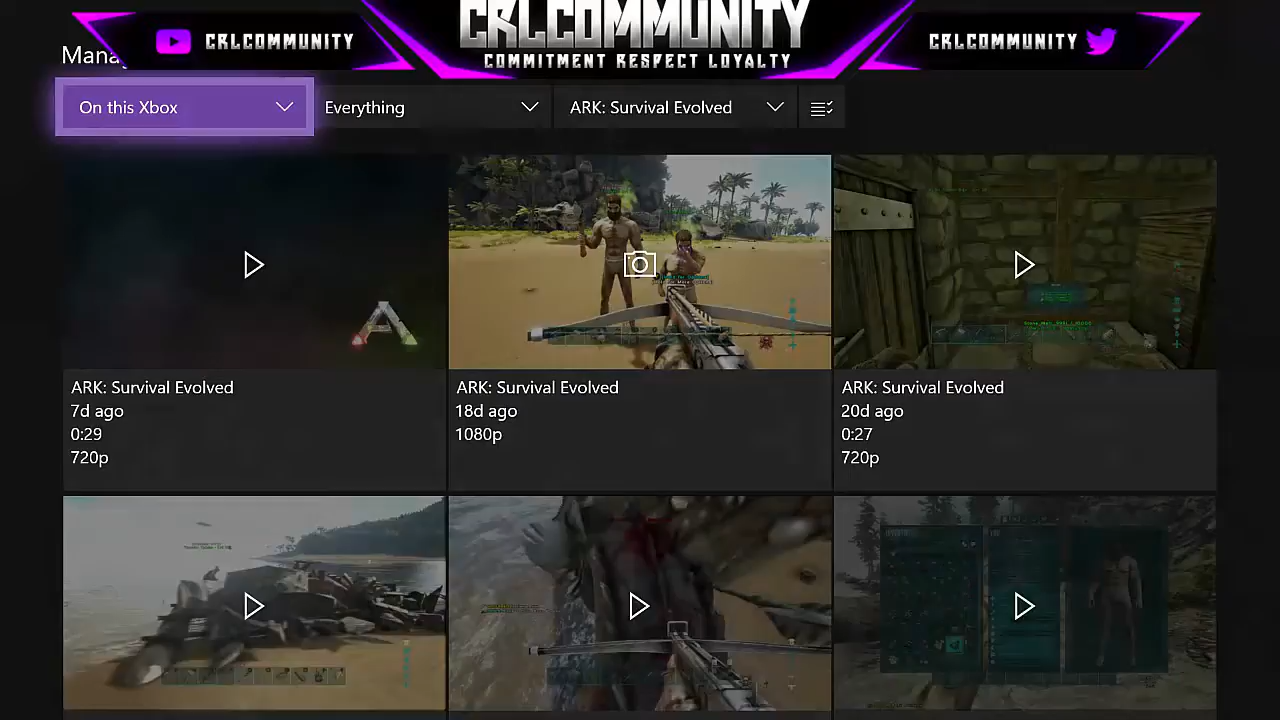 CRLCOMMUNITY
COMMITMENT RESPECT LOYALTY
CRLCOMMUNITY
CRLCOMMUNITY
Mana
On this Xbox
Everything
ARK: Survival Evolved
ARK: Survival Evolved
7d ago
0:29
720p
ARK: Survival Evolved
18d ago
1080p
ARK: Survival Evolved
20d ago
0:27
720p